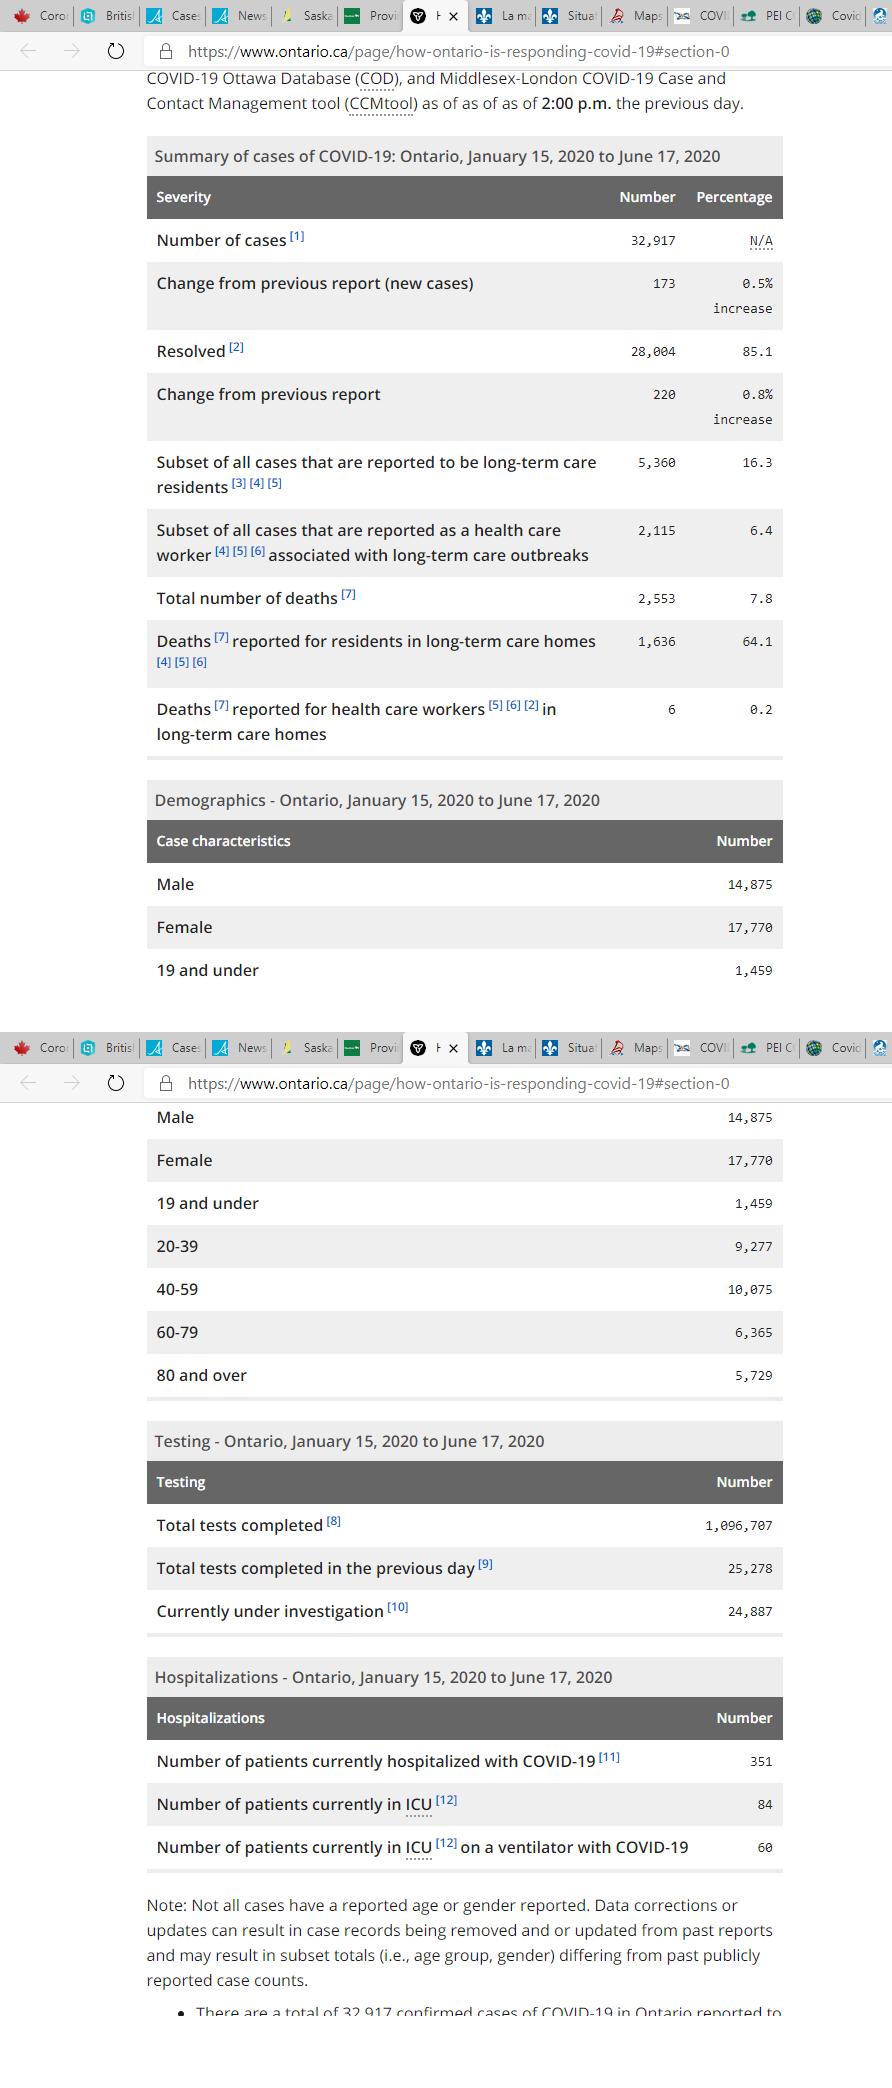 Coro Britis Cases News Saska Provi H La ma Situa Maps COVI PEI C Covid
https://www.ontario.ca/page/how-ontario-is-responding-covid-19#section-0
COVID-19 Ottawa Database (COD), and Middlesex-London COVID-19 Case and
Contact Management tool (CCMtool) as of as of as of 2:00 p.m. the previous day.
Summary of cases of COVID-19: Ontario, January 15, 2020 to June 17, 2020
Severity Number Percentage
Number of cases [1] 32,917 N/A
Change from previous report (new cases) 173 0.5%
increase
Resolved [2] 28,004 85.1
Change from previous report 220 0.8%
increase
Subset of all cases that are reported to be long-term care 5,360 16.3
residents [3] [4] [5]
Subset of all cases that are reported as a health care 2,115 6.4
worker [4] [5] [6] associated with long-term care outbreaks
Total number of deaths [7] 2,553 7.8
Deaths [7] reported for residents in long-term care homes 1,636 64.1
[4] [5] [6]
Deaths [7] reported for health care workers [5] [6] [2] in 6 0.2
long-term care homes
Demographics - Ontario, January 15, 2020 to June 17, 2020
Case characteristics Number
Male 14,875
Female 17,770
19 and under 1,459
Coro Britis Cases News Saska Provi H La ma Situa Maps COVI PEI C Covid
https://www.ontario.ca/page/how-ontario-is-responding-covid-19#section-0
Male 14,875
Female 17,770
19 and under 1,459
20-39 9,277
40-59 10,075
60-79 6,365
80 and over 5,729
Testing - Ontario, January 15, 2020 to June 17, 2020
Testing Number
Total tests completed [8] 1,096,707
Total tests completed in the previous day [9] 25,278
Currently under investigation [10] 24,887
Hospitalizations - Ontario, January 15, 2020 to June 17, 2020
Hospitalizations Number
Number of patients currently hospitalized with COVID-19 [11] 351
Number of patients currently in ICU [12] 84
Number of patients currently in ICU [12] on a ventilator with COVID-19 60
Note: Not all cases have a reported age or gender reported. Data corrections or
updates can result in case records being removed and or updated from past reports
and may result in subset totals (i.e., age group, gender) differing from past publicly
reported case counts.
• There are a total of 32,917 confirmed cases of COVID-19 in Ontario reported to